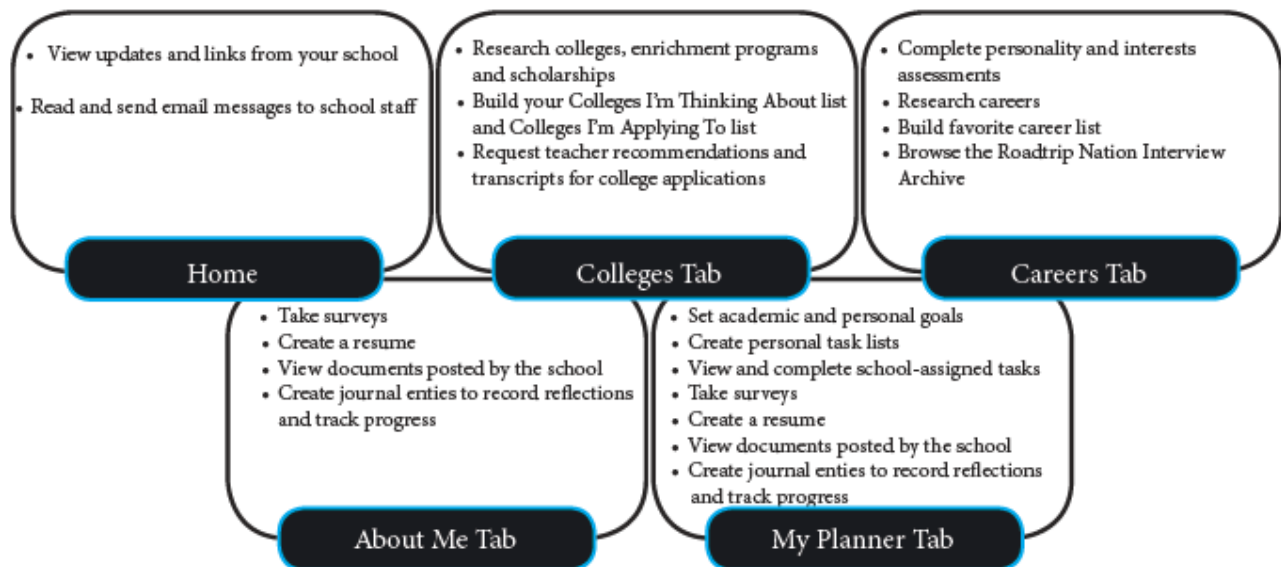 • View updates and links from your school
• Read and send email messages to school staff
Home
• Research colleges, enrichment programs
and scholarships
• Build your Colleges I'm Thinking About list
and Colleges I'm Applying To list
• Request teacher recommendations and
transcripts for college applications
Colleges Tab
• Complete personality and interests
assessments
• Research careers
• Build favorite career list
• Browse the Roadtrip Nation Interview
Archive
Careers Tab
• Take surveys
• Create a resume
• View documents posted by the school
• Create journal enties to record reflections
and track progress
About Me Tab
• Set academic and personal goals
• Create personal task lists
• View and complete school-assigned tasks
• Take surveys
• Create a resume
• View documents posted by the school
• Create journal enties to record reflections
and track progress
My Planner Tab